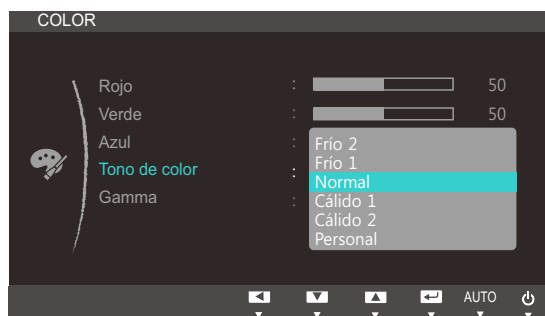 COLOR
Rojo : 50
Verde : 50
Azul :
Tono de color :
Gamma :
Frío 2
Frío 1
Normal
Cálido 1
Cálido 2
Personal
AUTO